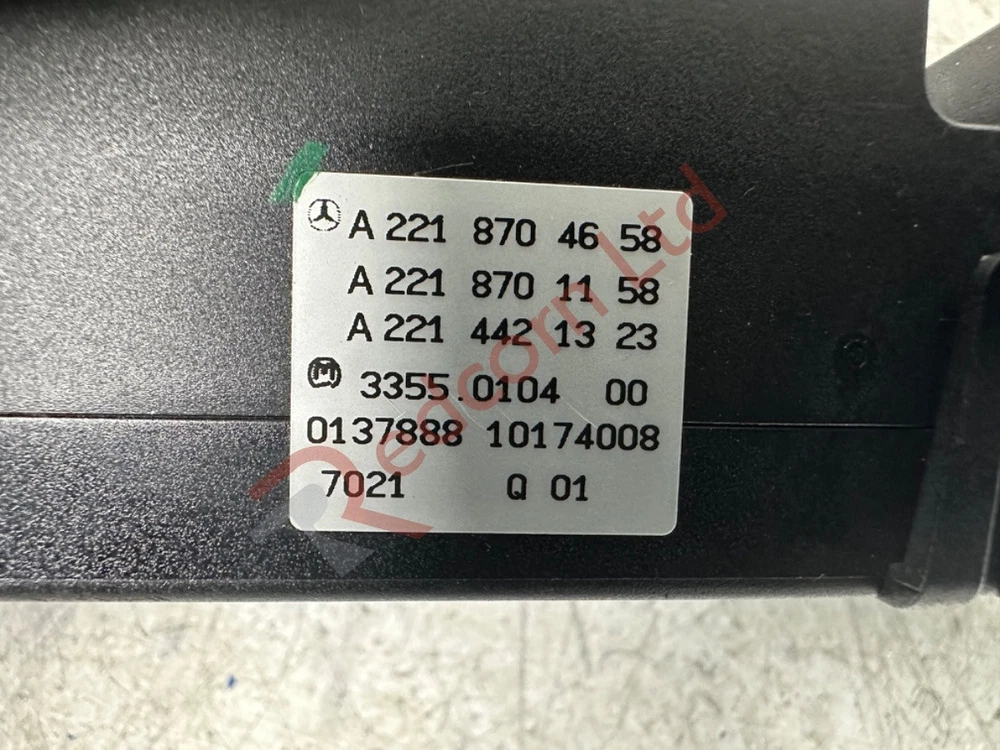 A 221 870 46 58
A 221 870 11 58
A 221 442 13 23
M 3355.0104 00
0137888 10174008
7021 Q 01
Redcorn Ltd